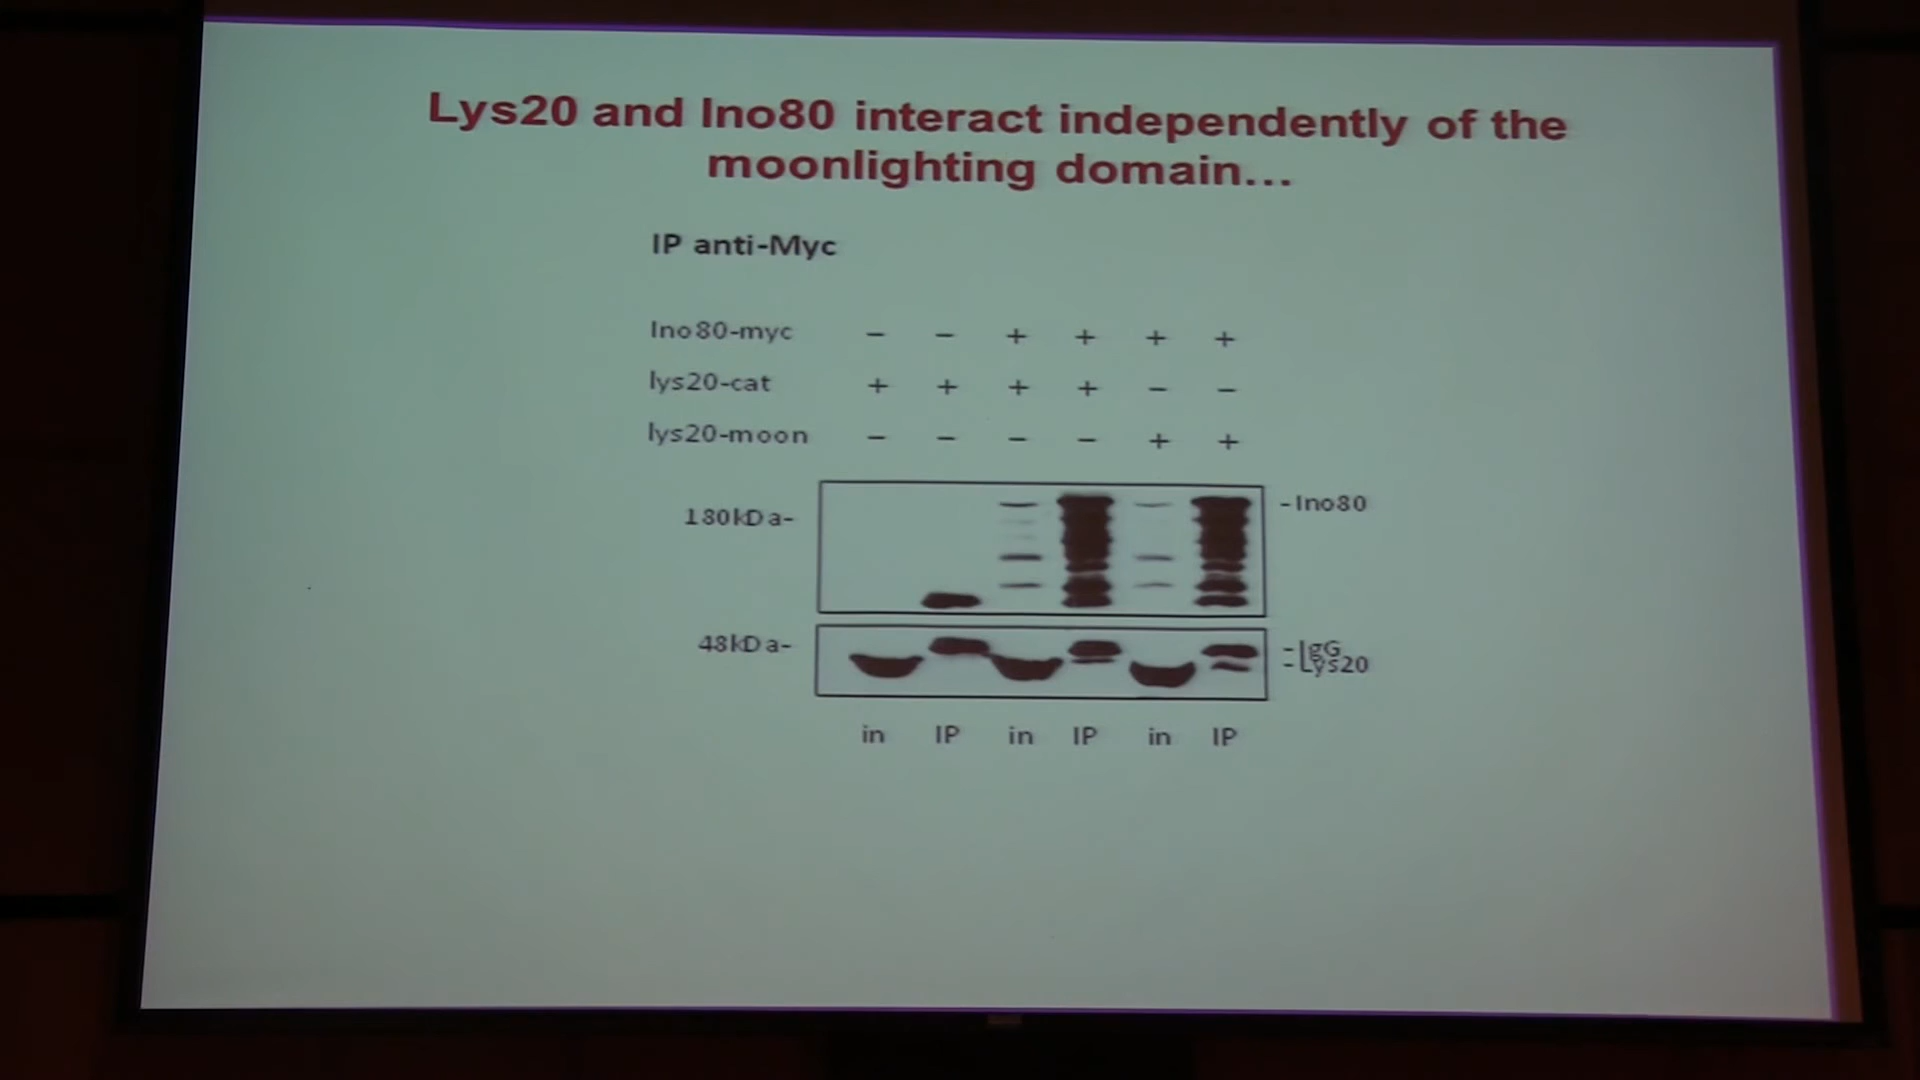 Lys20 and Ino80 interact independently of the
moonlighting domain...
IP anti-Myc
Ino80-myc - - + + + +
lys20-cat + + + + - -
lys20-moon - - - - + +
180kDa-
-Ino80
48kDa-
-IgG
-Lys20
in IP in IP in IP